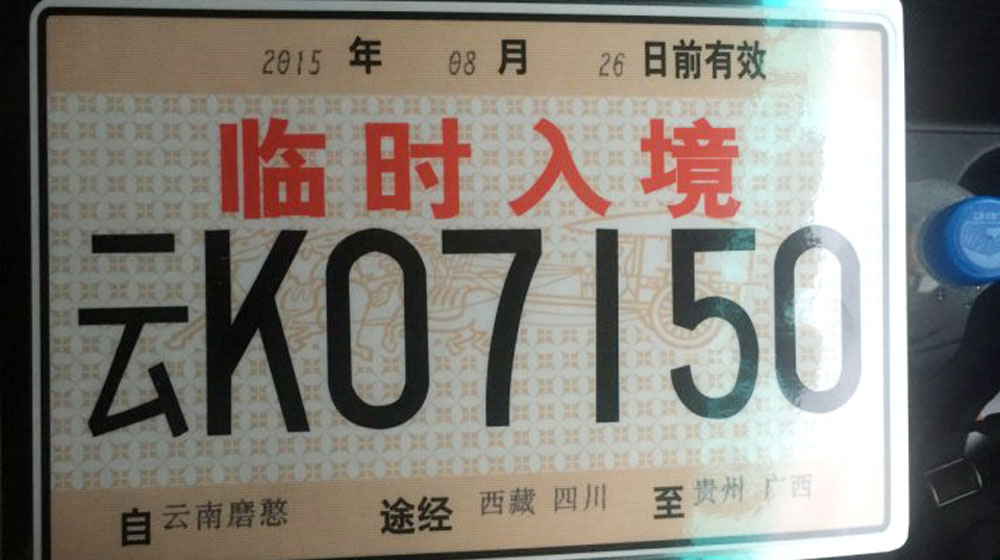 2015 年 08 月 26 日前有效
临时入境
云K07150
自 云南磨憨 途经 西藏 四川 至 贵州 广西